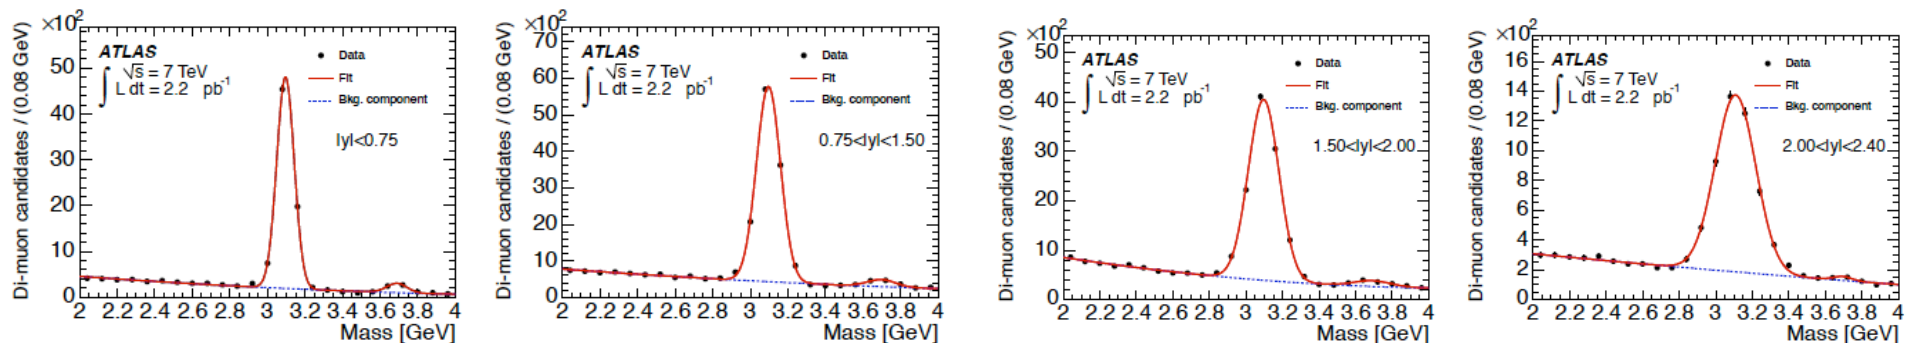 ×10²
Di-muon candidates / (0.08 GeV)
50
40
30
20
10
0
ATLAS
∫ √s = 7 TeV
L dt = 2.2 pb⁻¹
Data
Fit
Bkg. component
|y|<0.75
2 2.2 2.4 2.6 2.8 3 3.2 3.4 3.6 3.8 4
Mass [GeV]
×10²
Di-muon candidates / (0.08 GeV)
70
60
50
40
30
20
10
0
ATLAS
∫ √s = 7 TeV
L dt = 2.2 pb⁻¹
Data
Fit
Bkg. component
0.75<|y|<1.50
2 2.2 2.4 2.6 2.8 3 3.2 3.4 3.6 3.8 4
Mass [GeV]
×10²
Di-muon candidates / (0.08 GeV)
50
40
30
20
10
0
ATLAS
∫ √s = 7 TeV
L dt = 2.2 pb⁻¹
Data
Fit
Bkg. component
1.50<|y|<2.00
2 2.2 2.4 2.6 2.8 3 3.2 3.4 3.6 3.8 4
Mass [GeV]
×10²
Di-muon candidates / (0.08 GeV)
16
14
12
10
8
6
4
2
0
ATLAS
∫ √s = 7 TeV
L dt = 2.2 pb⁻¹
Data
Fit
Bkg. component
2.00<|y|<2.40
2 2.2 2.4 2.6 2.8 3 3.2 3.4 3.6 3.8 4
Mass [GeV]